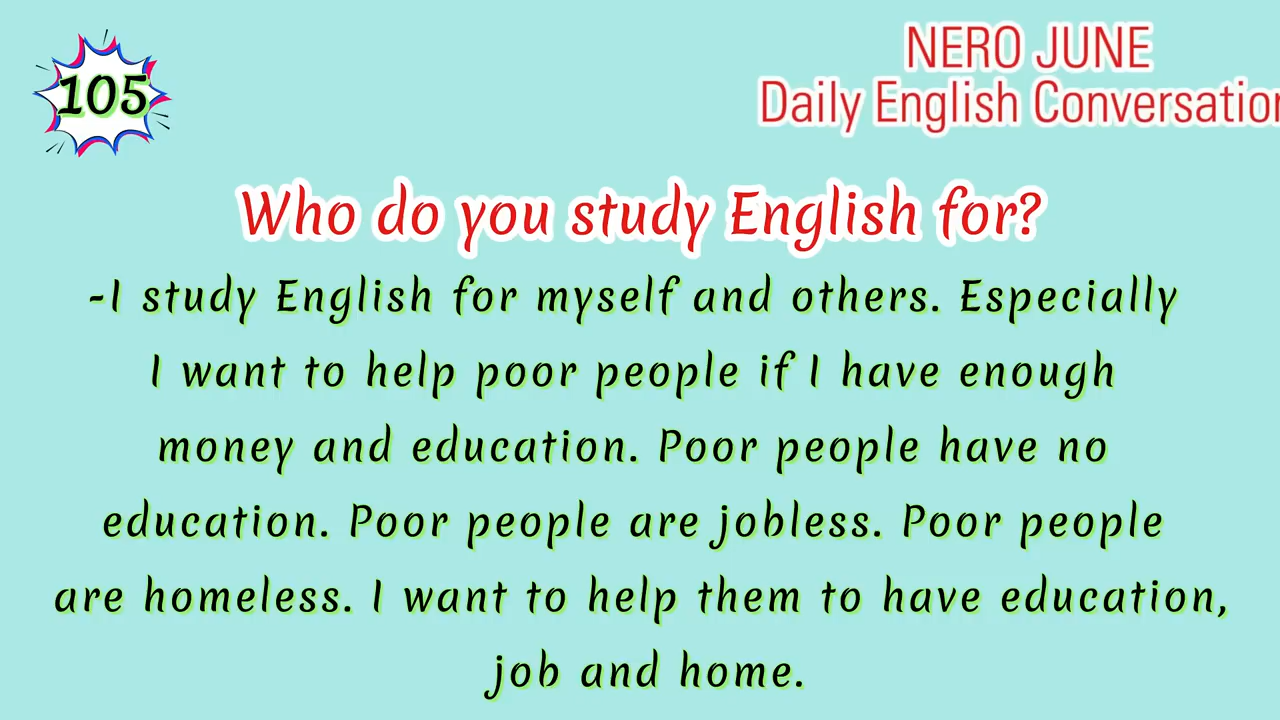 105
NERO JUNE
Daily English Conversation
Who do you study English for?
-I study English for myself and others. Especially
I want to help poor people if I have enough
money and education. Poor people have no
education. Poor people are jobless. Poor people
are homeless. I want to help them to have education,
job and home.